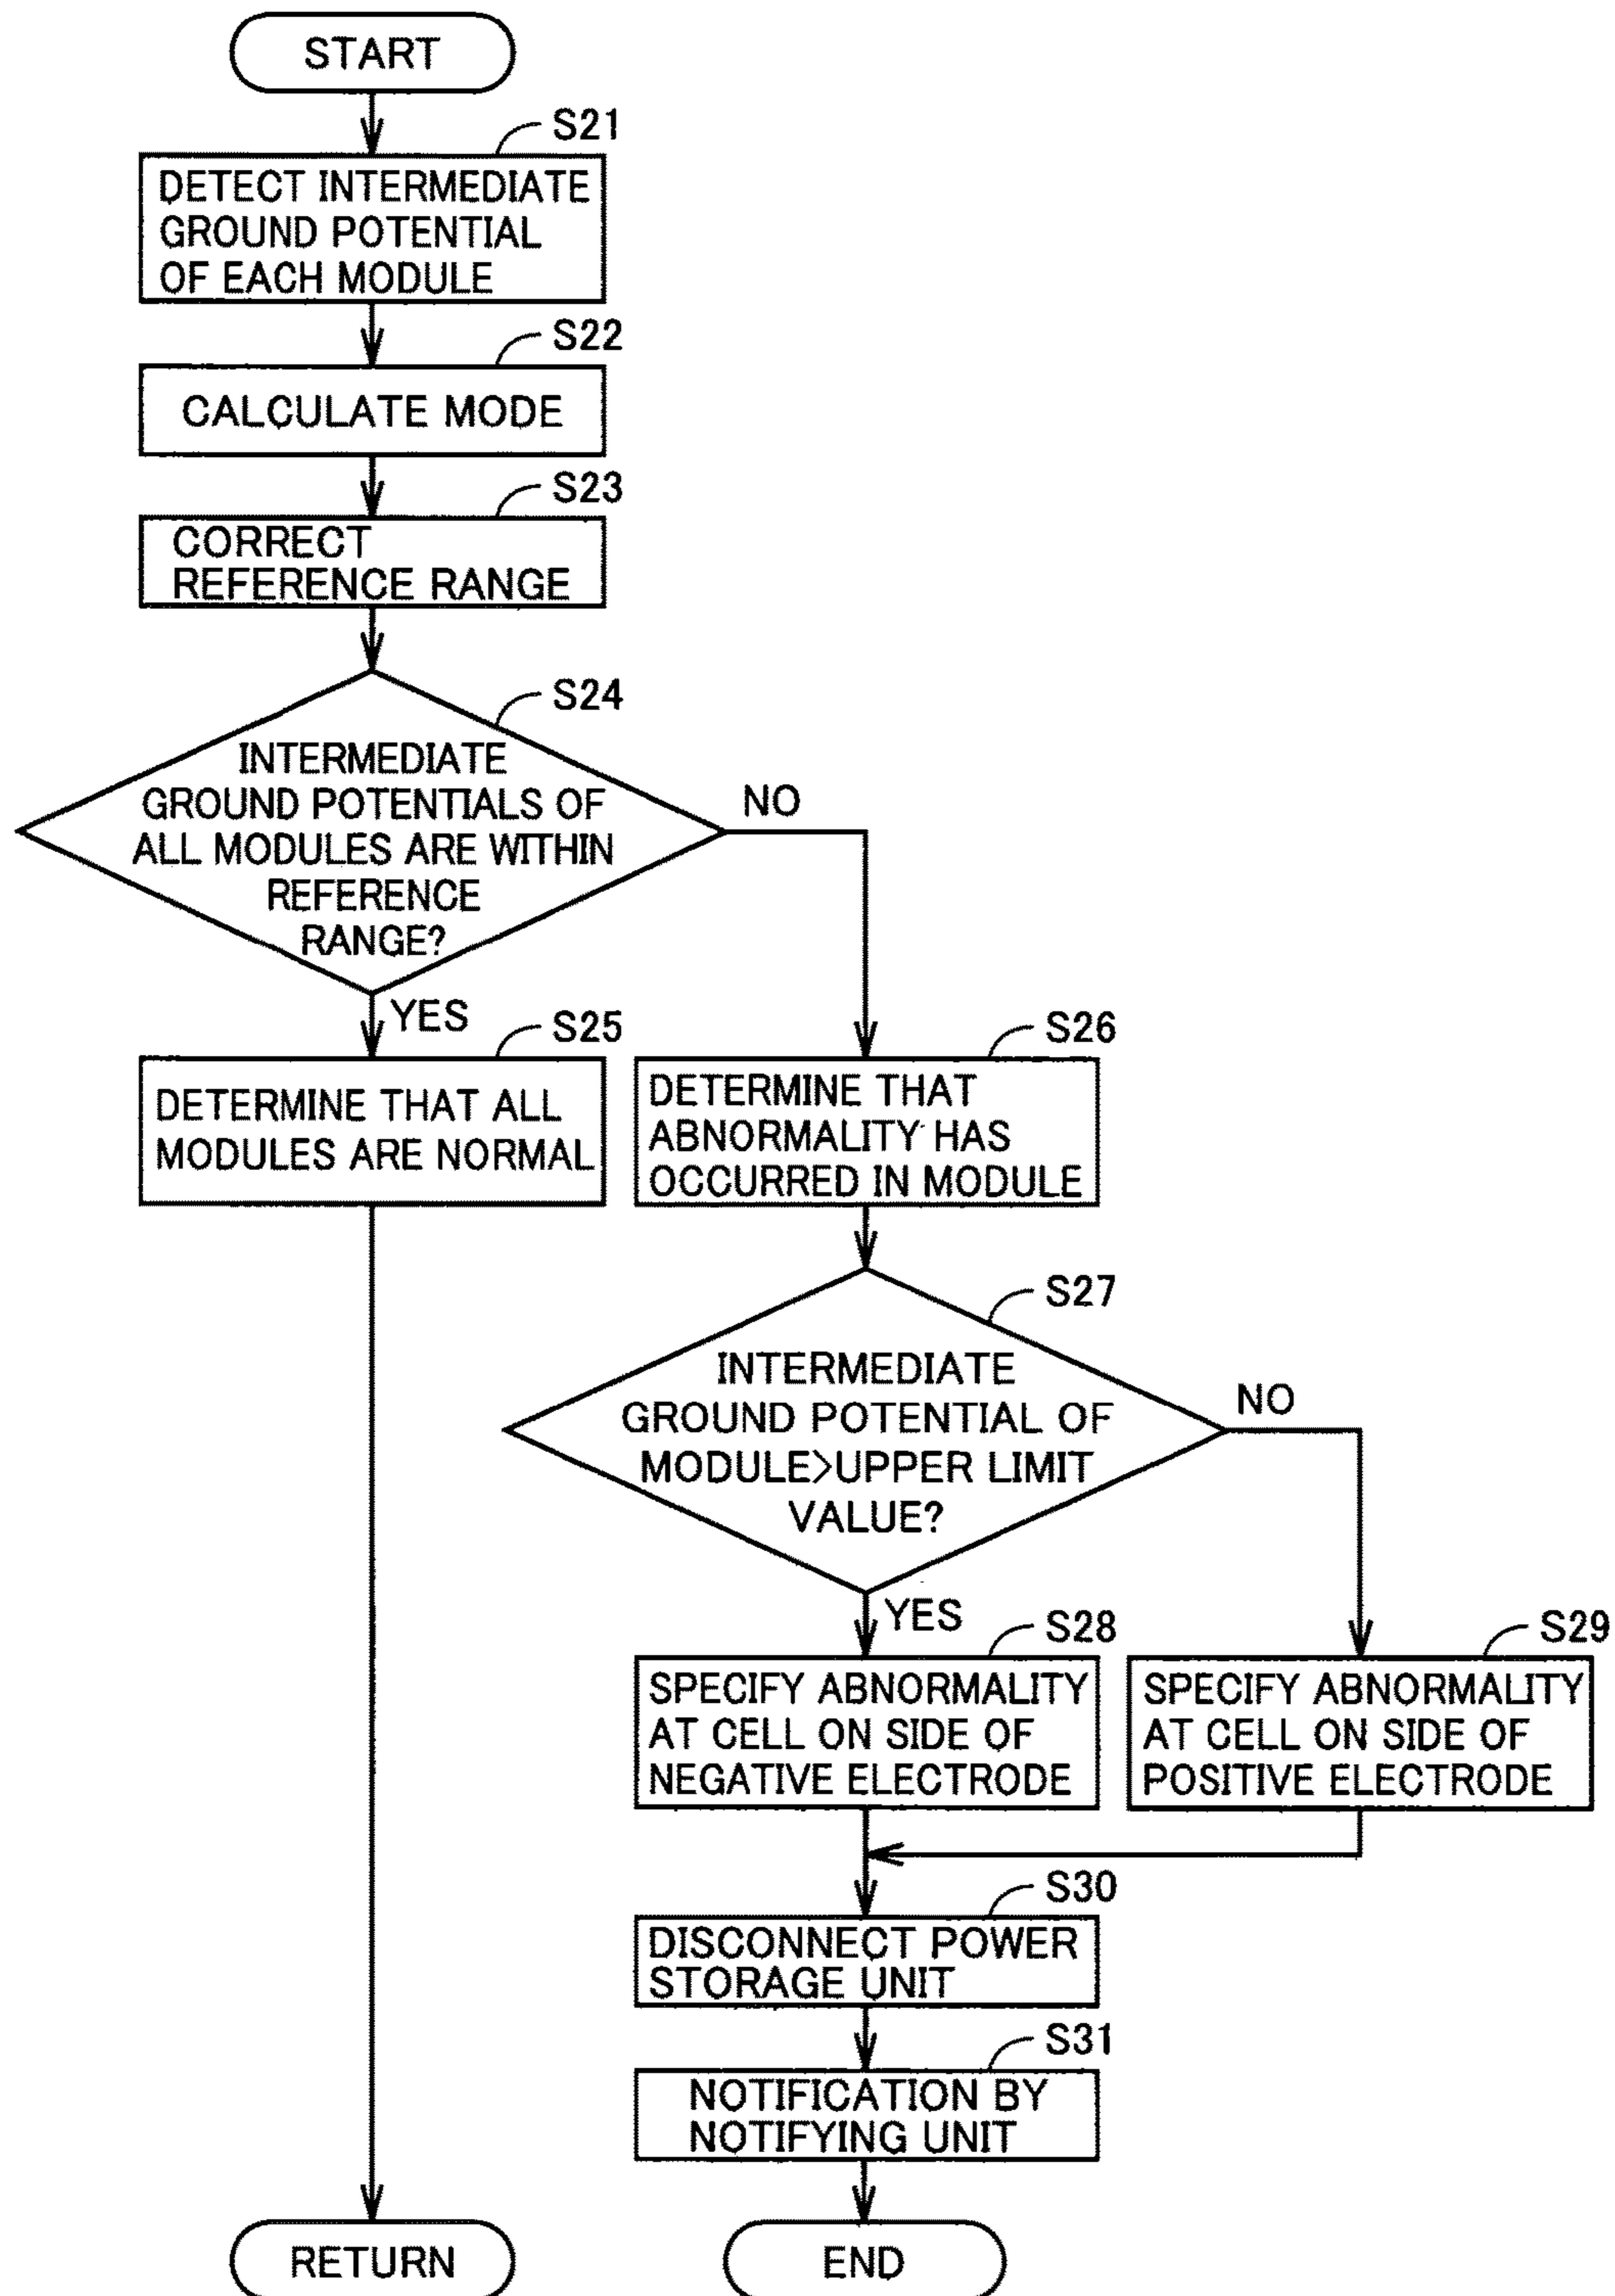 START
S21
DETECT INTERMEDIATE
GROUND POTENTIAL
OF EACH MODULE
S22
CALCULATE MODE
S23
CORRECT
REFERENCE RANGE
S24
INTERMEDIATE
GROUND POTENTIALS OF
ALL MODULES ARE WITHIN
REFERENCE
RANGE?
NO
YES
S25
DETERMINE THAT ALL
MODULES ARE NORMAL
S26
DETERMINE THAT
ABNORMALITY HAS
OCCURRED IN MODULE
S27
INTERMEDIATE
GROUND POTENTIAL OF
MODULE>UPPER LIMIT
VALUE?
NO
YES
S28
SPECIFY ABNORMALITY
AT CELL ON SIDE OF
NEGATIVE ELECTRODE
S29
SPECIFY ABNORMALITY
AT CELL ON SIDE OF
POSITIVE ELECTRODE
S30
DISCONNECT POWER
STORAGE UNIT
S31
NOTIFICATION BY
NOTIFYING UNIT
RETURN
END